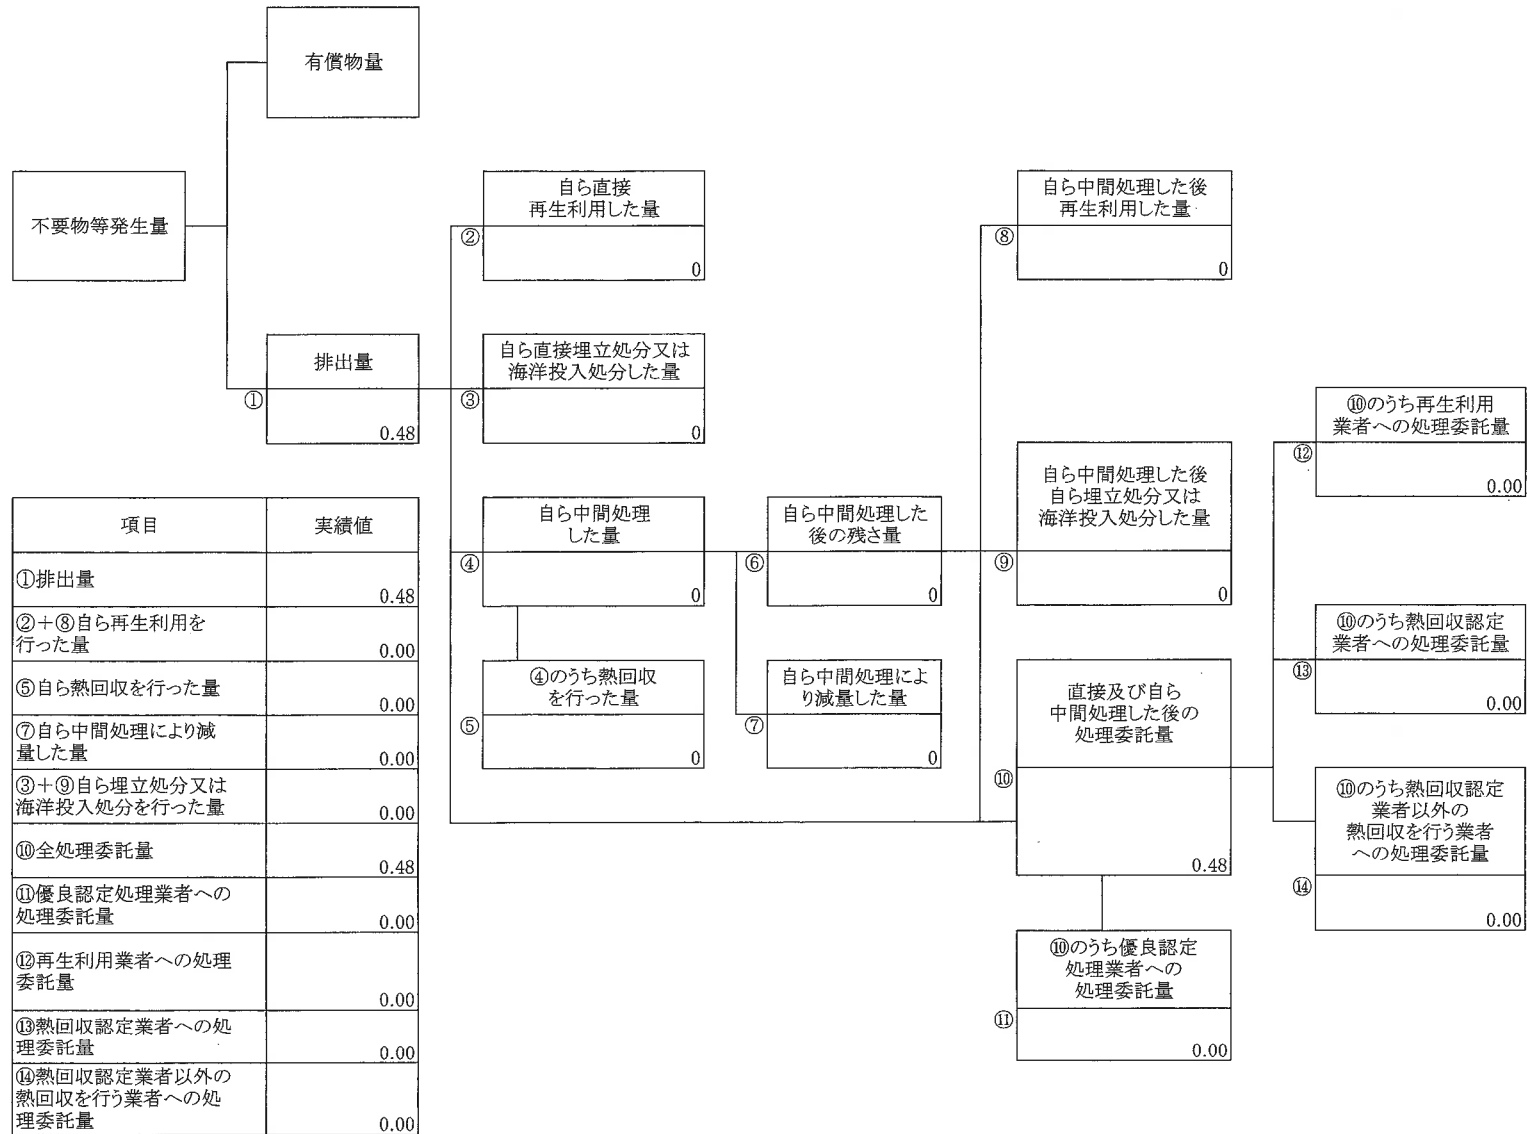 有償物量
不要物等発生量
自ら直接
再生利用した量
②
0
自ら中間処理した後
再生利用した量
⑧
0
排出量
①
0.48
自ら直接埋立処分又は
海洋投入処分した量
③
0
⑩のうち再生利用
業者への処理委託量
⑫
0.00
自ら中間処理
した量
④
0
自ら中間処理した
後の残さ量
⑥
0
自ら中間処理した後
自ら埋立処分又は
海洋投入処分した量
⑨
0
⑩のうち熱回収認定
業者への処理委託量
⑬
0.00
④のうち熱回収
を行った量
⑤
0
自ら中間処理によ
り減量した量
⑦
0
直接及び自ら
中間処理した後の
処理委託量
⑩
0.48
⑩のうち熱回収認定
業者以外の
熱回収を行う業者
への処理委託量
⑭
0.00
⑩のうち優良認定
処理業者への
処理委託量
⑪
0.00
項目 実績値
①排出量
0.48
②+⑧自ら再生利用を
行った量
0.00
⑤自ら熱回収を行った量
0.00
⑦自ら中間処理により減
量した量
0.00
③+⑨自ら埋立処分又は
海洋投入処分を行った量
0.00
⑩全処理委託量
0.48
⑪優良認定処理業者への
処理委託量
0.00
⑫再生利用業者への処理
委託量
0.00
⑬熱回収認定業者への処
理委託量
0.00
⑭熱回収認定業者以外の
熱回収を行う業者への処
理委託量
0.00